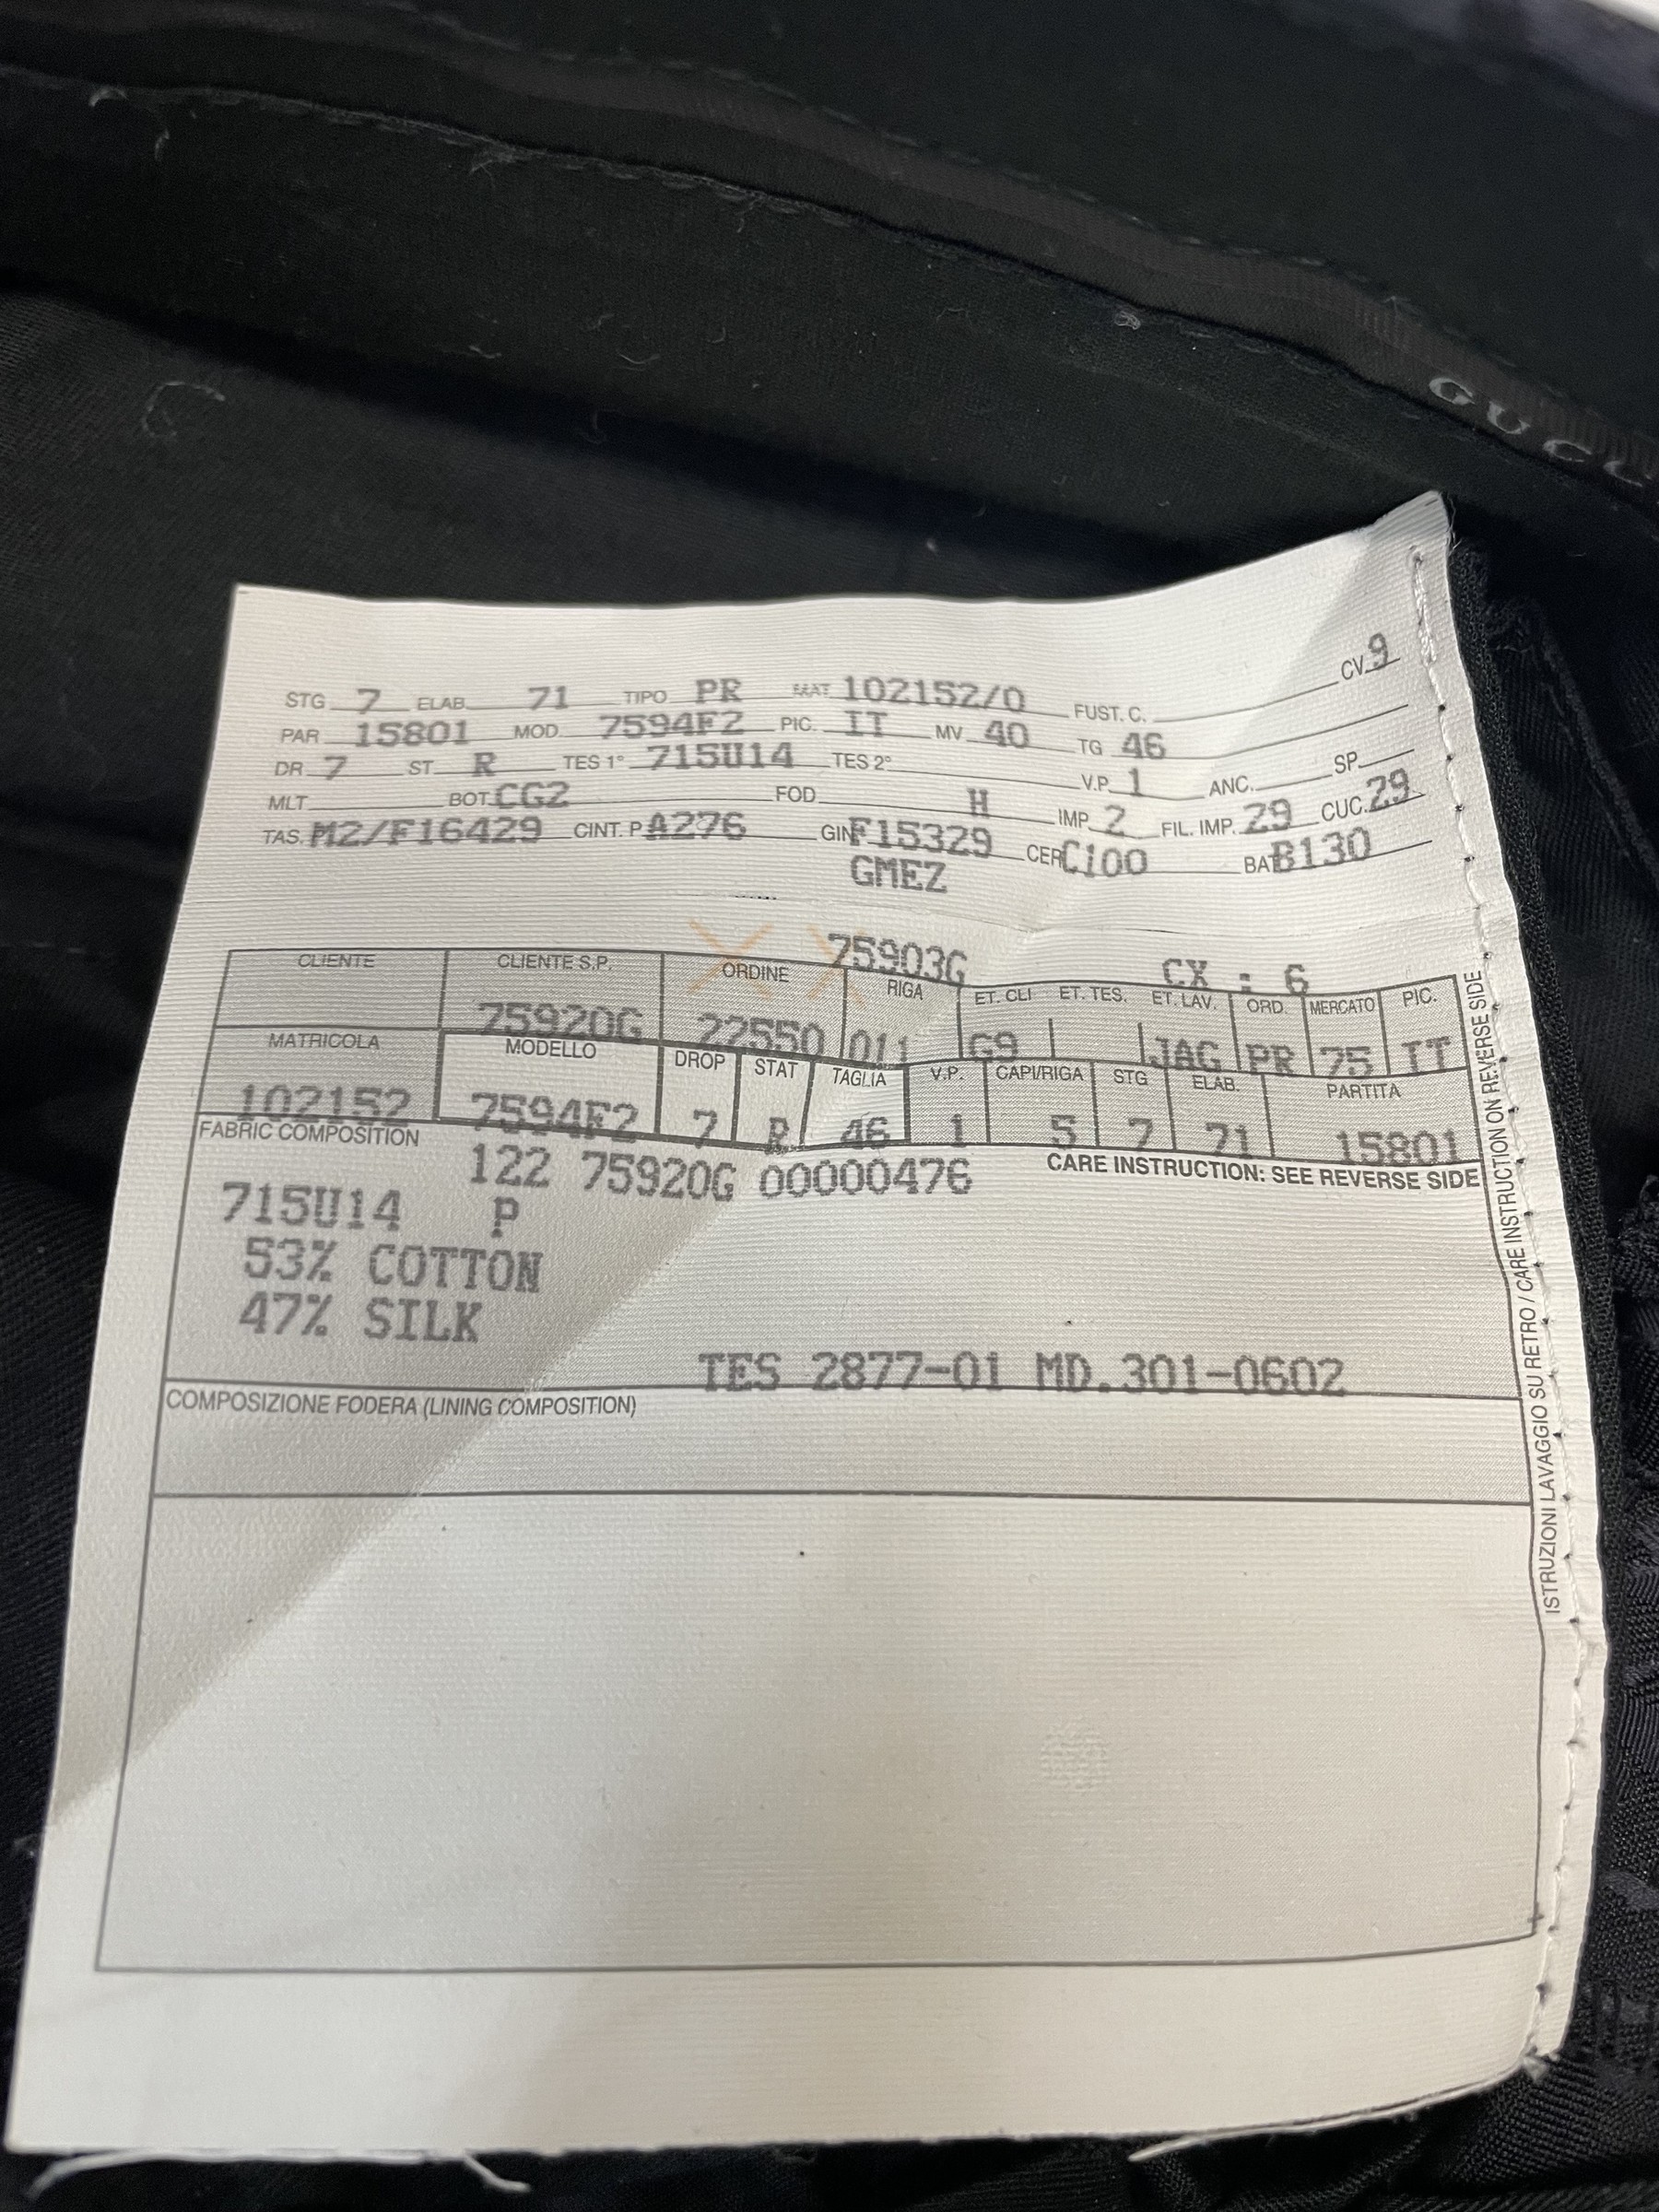 GUCC
CV. 9
STG 7 ELAB. 71 TIPO PR MAT 102152/0 FUST. C.
PAR 15801 MOD. 7594F2 PIC. IT MV 40 TG 46
DR 7 ST R TES 1° 715U14 TES 2° V.P. 1 ANC. SP.
MLT BOT. CG2 FOD H IMP. 2 FIL. IMP. 29 CUC. 29
TAS. M2/F16429 CINT. P A276 GIN F15329 CER C100 BA B130
GMEZ
75903G CX : 6
CLIENTE CLIENTE S.P. ORDINE RIGA ET. CLI ET. TES. ET. LAV. ORD. MERCATO PIC.
75920G 22550 011 G9 JAG PR 75 IT
MATRICOLA MODELLO DROP STAT TAGLIA V.P. CAPI/RIGA STG ELAB. PARTITA
102152 7594F2 7 R 46 1 5 7 71 15801
FABRIC COMPOSITION 122 75920G 00000476 CARE INSTRUCTION: SEE REVERSE SIDE
715U14 P
53% COTTON
47% SILK
TES 2877-01 MD.301-0602
COMPOSIZIONE FODERA (LINING COMPOSITION)
ISTRUZIONI LAVAGGIO SU RETRO / CARE INSTRUCTION ON REVERSE SIDE